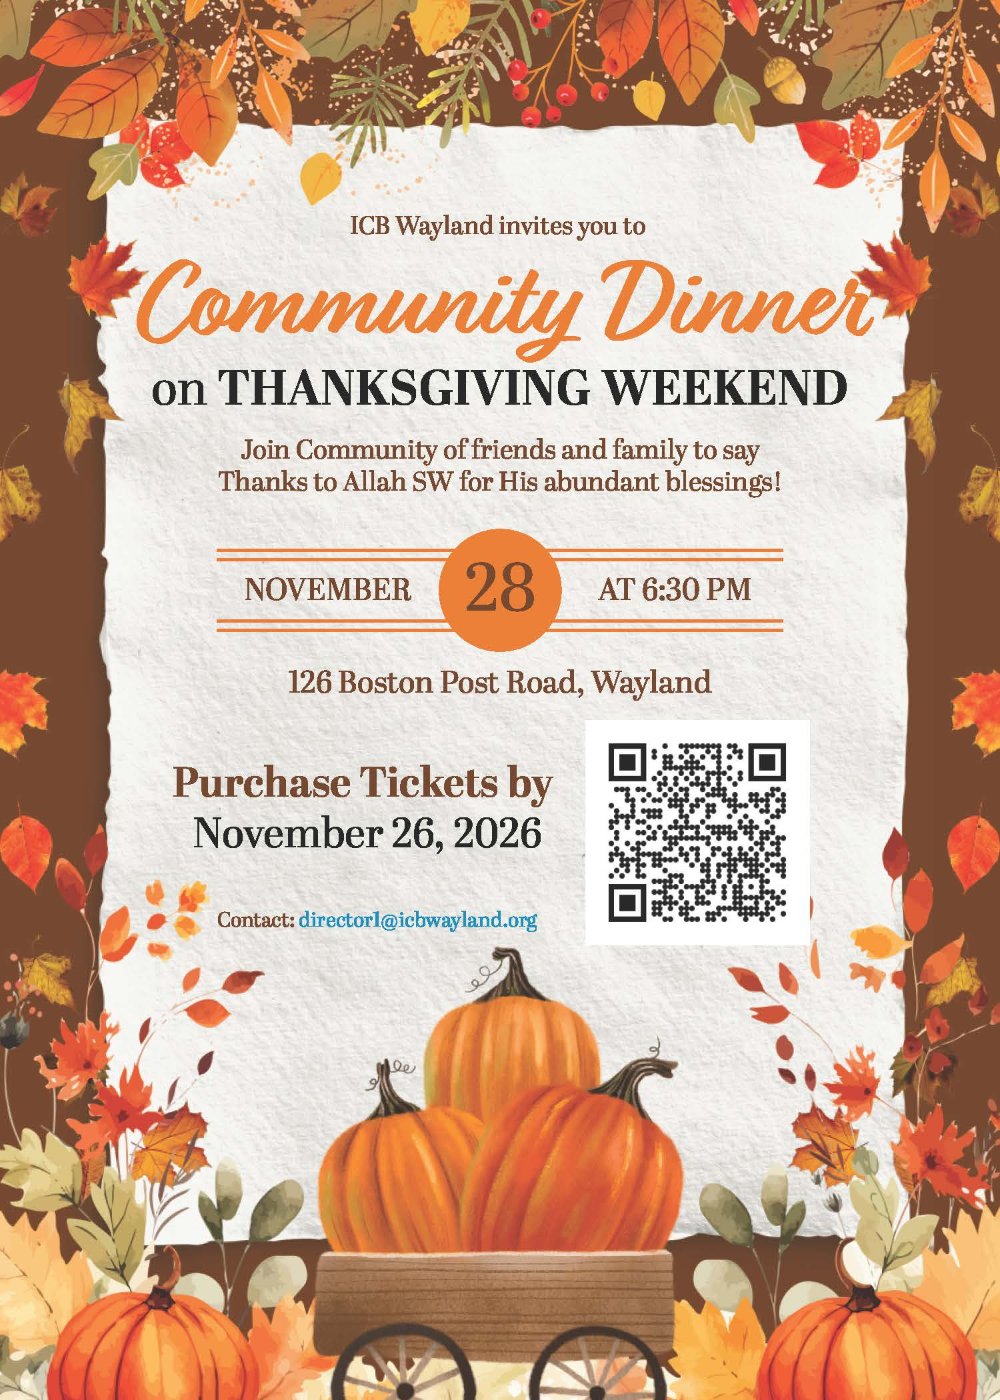 ICB Wayland invites you to
Community Dinner
on THANKSGIVING WEEKEND
Join Community of friends and family to say
Thanks to Allah SW for His abundant blessings!
NOVEMBER 28 AT 6:30 PM
126 Boston Post Road, Wayland
Purchase Tickets by
November 26, 2026
Contact: director1@icbwayland.org